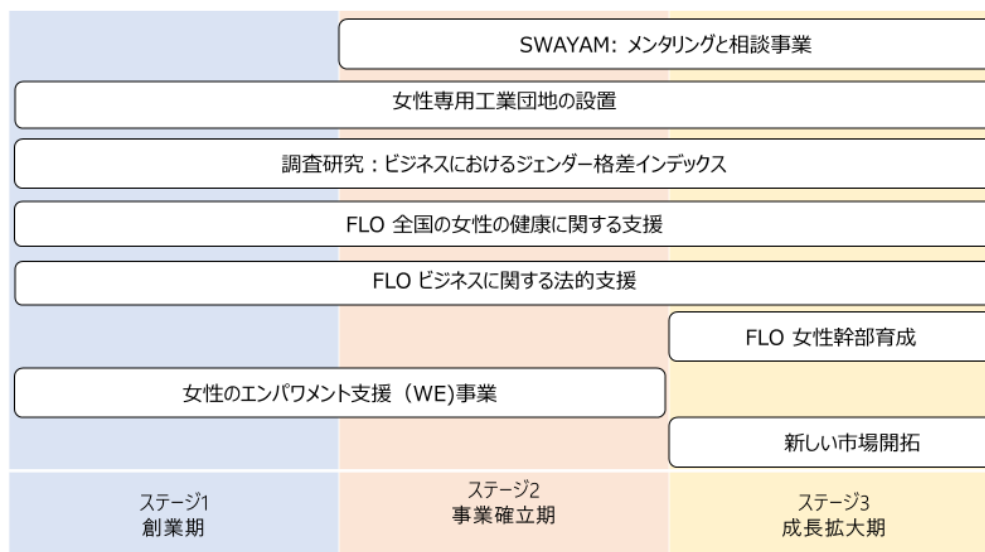 SWAYAM: メンタリングと相談事業
女性専用工業団地の設置
調査研究：ビジネスにおけるジェンダー格差インデックス
FLO 全国の女性の健康に関する支援
FLO ビジネスに関する法的支援
FLO 女性幹部育成
女性のエンパワメント支援（WE)事業
新しい市場開拓
ステージ1
創業期
ステージ2
事業確立期
ステージ3
成長拡大期